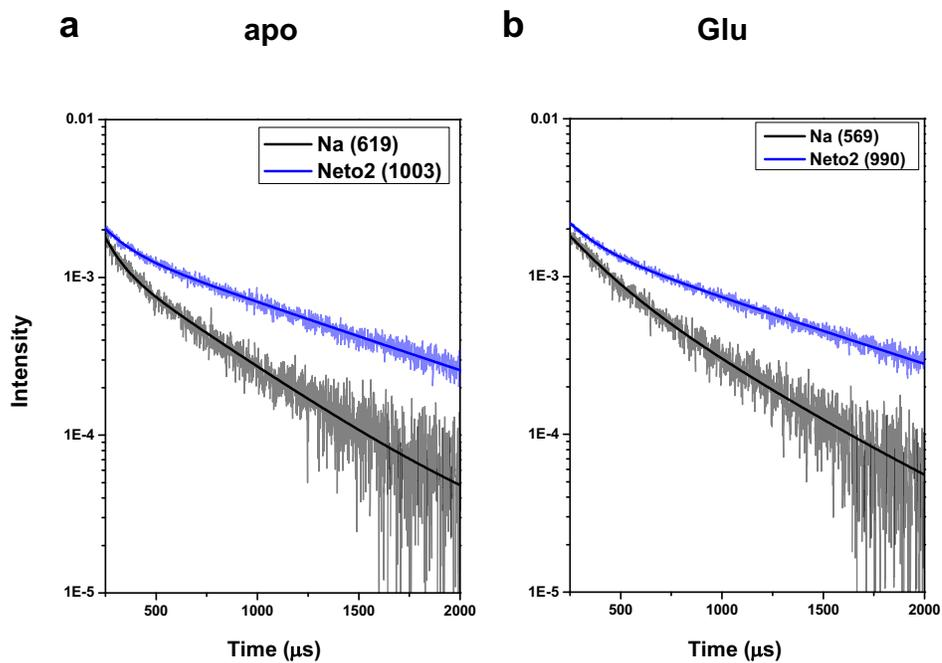 a apo
b Glu
0.01
1E-3
1E-4
1E-5
Intensity
Na (619)
Neto2 (1003)
500 1000 1500 2000
Time (μs)
0.01
1E-3
1E-4
1E-5
Na (569)
Neto2 (990)
500 1000 1500 2000
Time (μs)